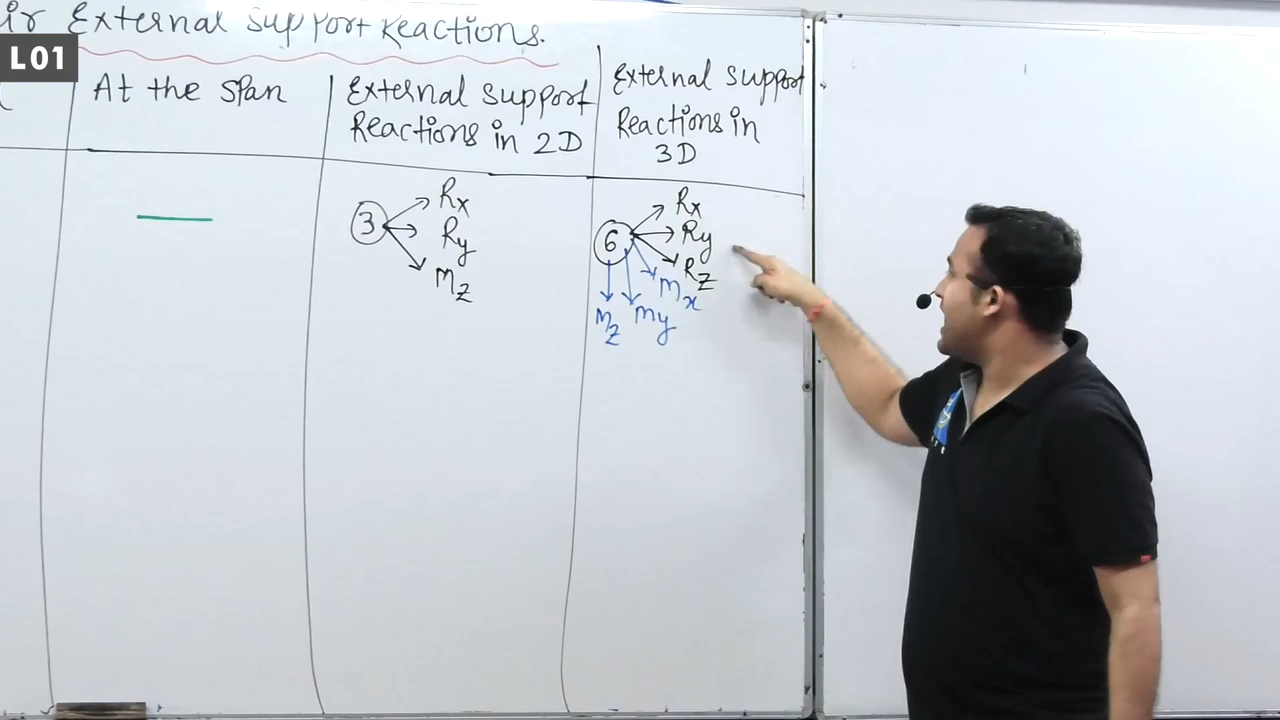 ir External Support Reactions.
L01
At the Span
External Support
Reactions in 2D
External Support
Reactions in
3D
3
Rx
Ry
Mz
6
Rx
Ry
Rz
Mx
My
Mz